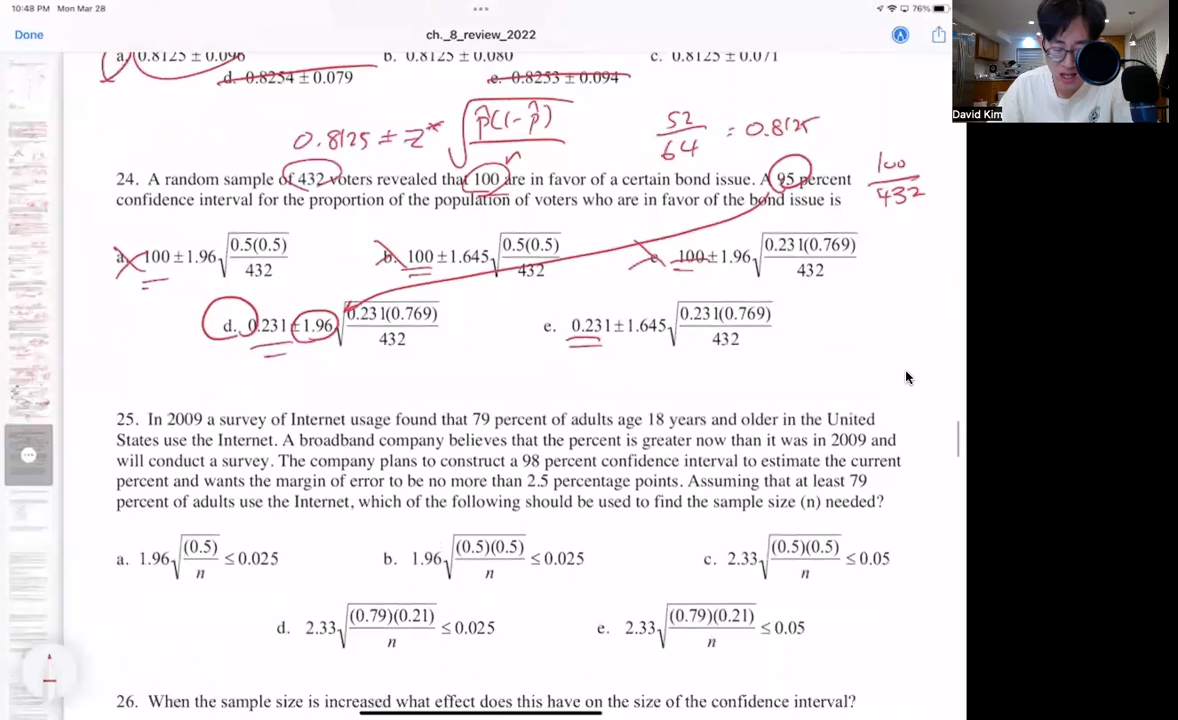 10:48 PM Mon Mar 28
76%
Done
ch._8_review_2022
David Kim
a. 0.8125 ± 0.096 b. 0.8125 ± 0.080 c. 0.8125 ± 0.071
d. 0.8254 ± 0.079 e. 0.8253 ± 0.094
0.8125 ± z* √(p̂(1-p̂)/n)
52/64 = 0.8125
24. A random sample of 432 voters revealed that 100 are in favor of a certain bond issue. A 95 percent
confidence interval for the proportion of the population of voters who are in favor of the bond issue is
100/432
a. 100 ± 1.96 √(0.5(0.5)/432) b. 100 ± 1.645 √(0.5(0.5)/432) c. 100 ± 1.96 √(0.231(0.769)/432)
d. 0.231 ± 1.96 √(0.231(0.769)/432) e. 0.231 ± 1.645 √(0.231(0.769)/432)
25. In 2009 a survey of Internet usage found that 79 percent of adults age 18 years and older in the United
States use the Internet. A broadband company believes that the percent is greater now than it was in 2009 and
will conduct a survey. The company plans to construct a 98 percent confidence interval to estimate the current
percent and wants the margin of error to be no more than 2.5 percentage points. Assuming that at least 79
percent of adults use the Internet, which of the following should be used to find the sample size (n) needed?
a. 1.96 √((0.5)/n) ≤ 0.025 b. 1.96 √((0.5)(0.5)/n) ≤ 0.025 c. 2.33 √((0.5)(0.5)/n) ≤ 0.05
d. 2.33 √((0.79)(0.21)/n) ≤ 0.025 e. 2.33 √((0.79)(0.21)/n) ≤ 0.05
26. When the sample size is increased what effect does this have on the size of the confidence interval?